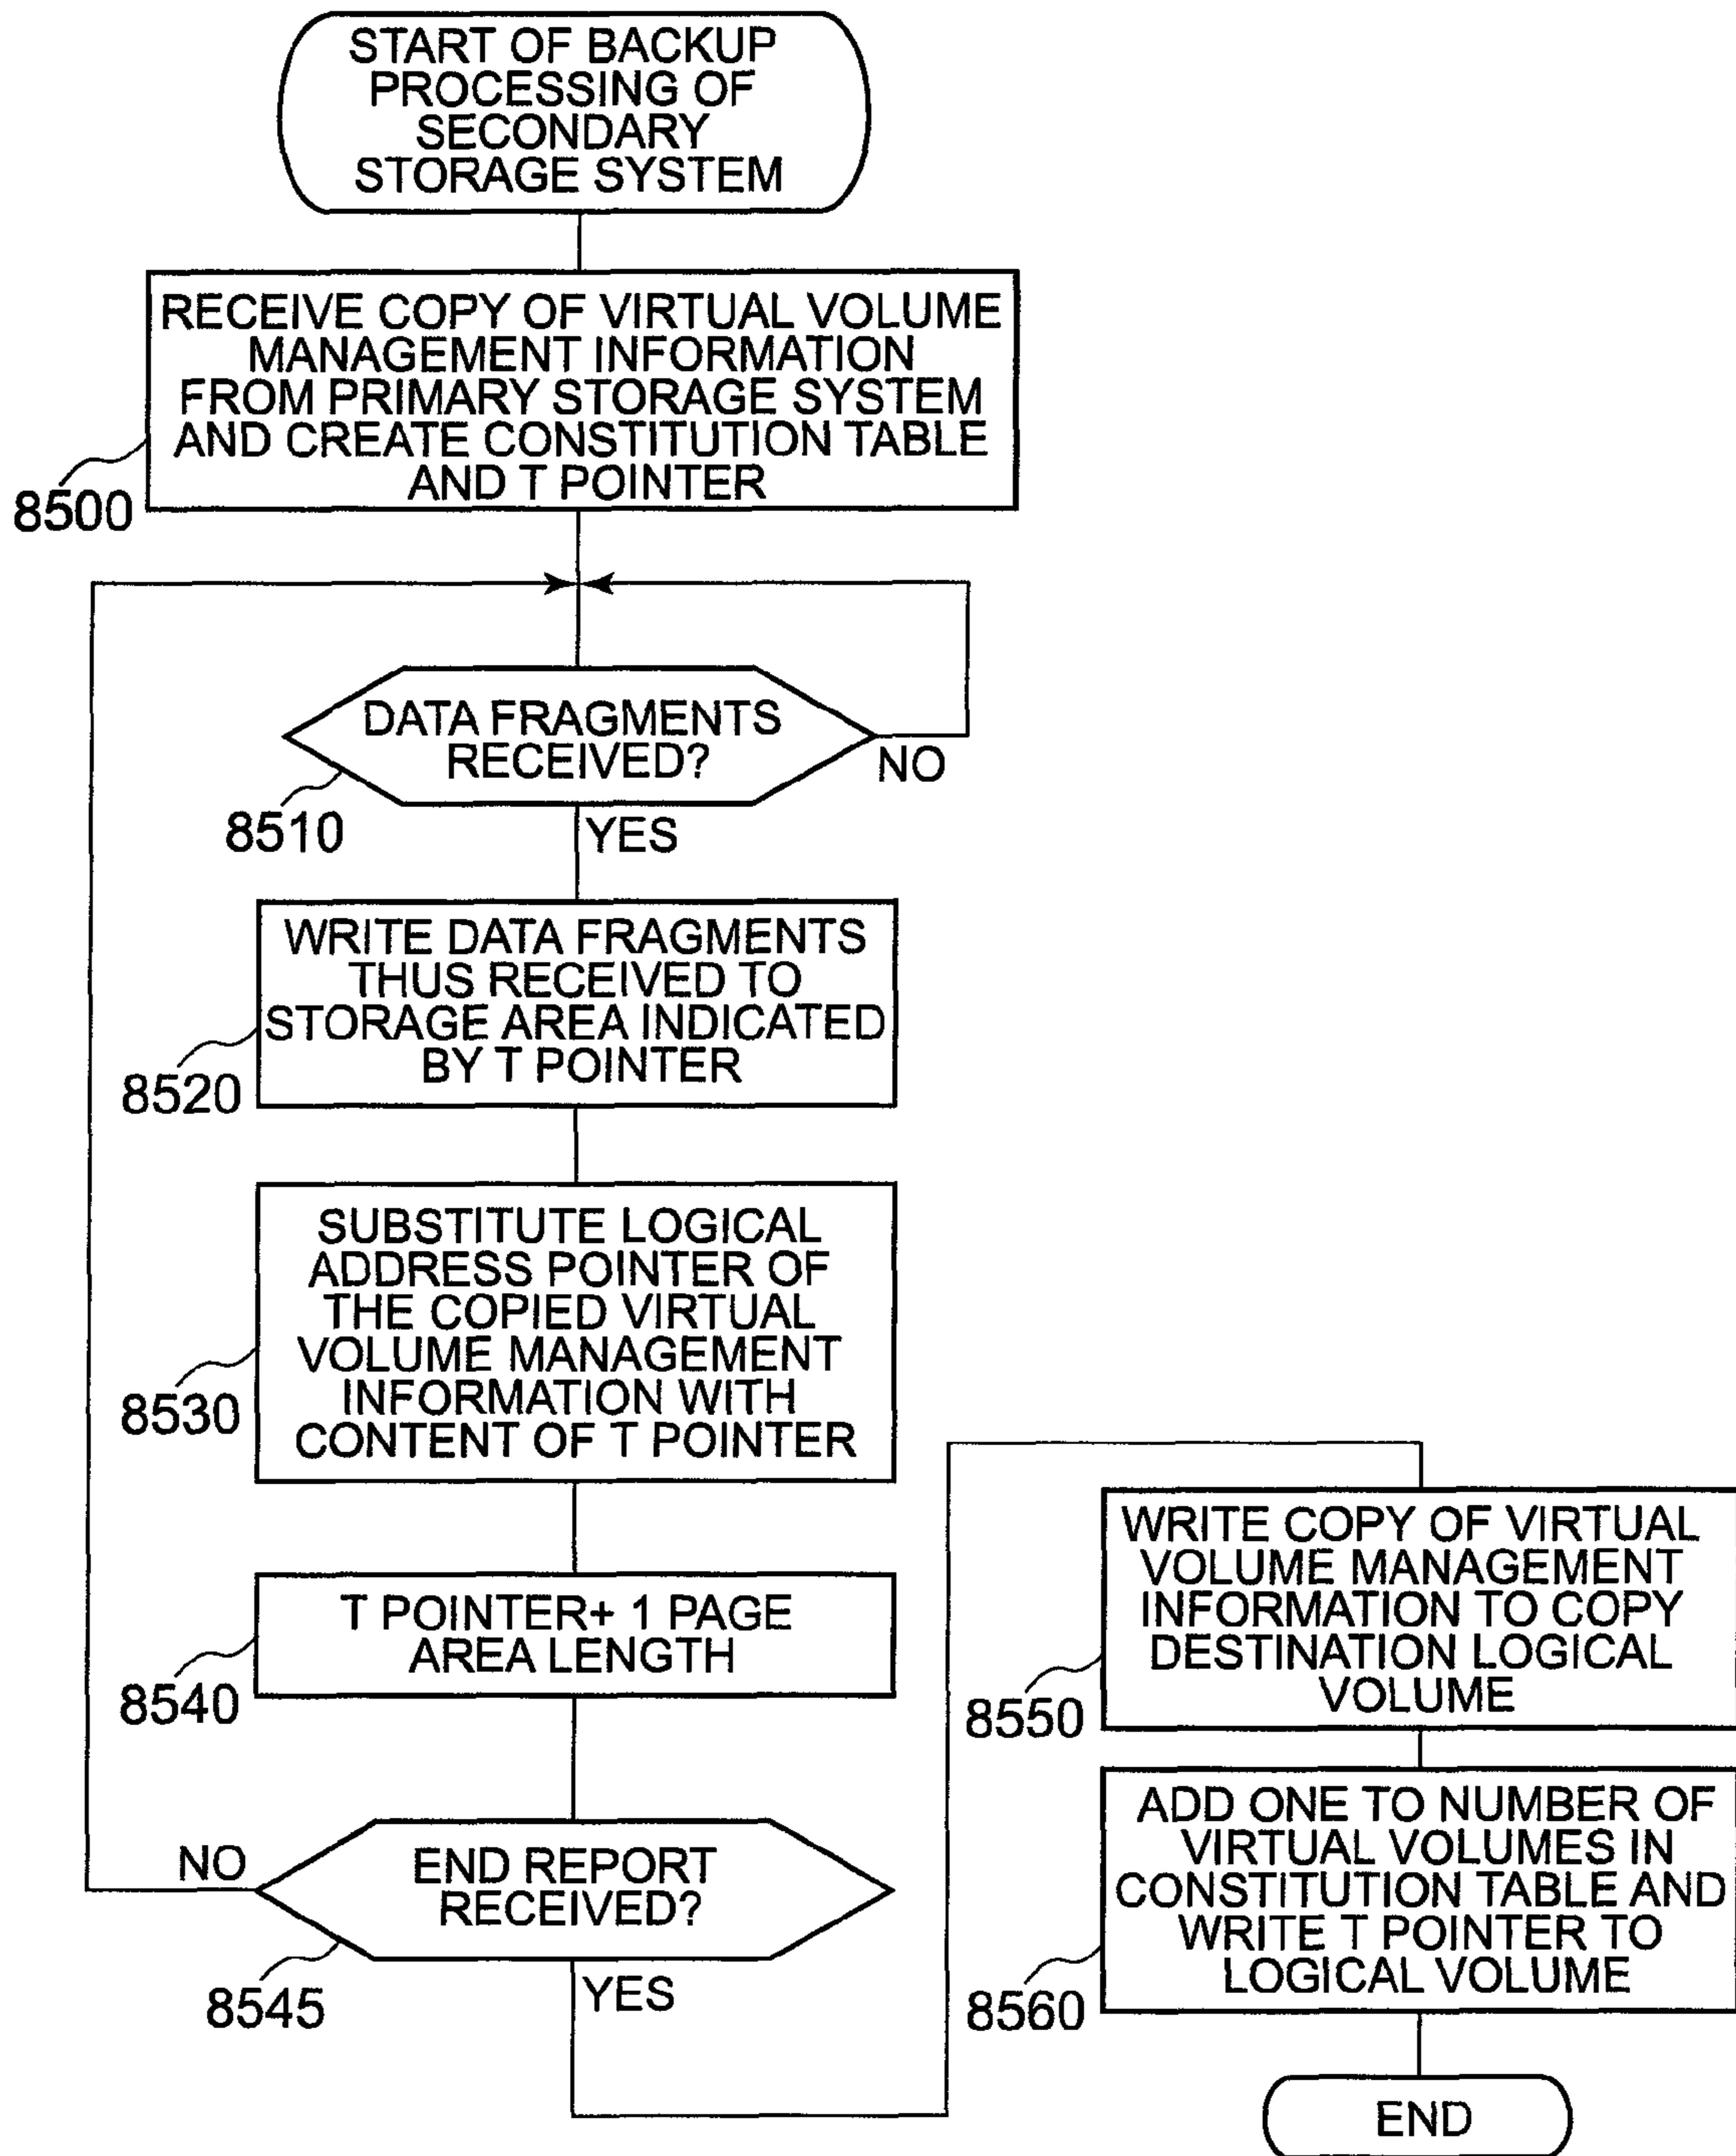 START OF BACKUP
PROCESSING OF
SECONDARY
STORAGE SYSTEM
RECEIVE COPY OF VIRTUAL VOLUME
MANAGEMENT INFORMATION
FROM PRIMARY STORAGE SYSTEM
AND CREATE CONSTITUTION TABLE
AND T POINTER
8500
DATA FRAGMENTS
RECEIVED?
NO
8510
YES
WRITE DATA FRAGMENTS
THUS RECEIVED TO
STORAGE AREA INDICATED
BY T POINTER
8520
SUBSTITUTE LOGICAL
ADDRESS POINTER OF
THE COPIED VIRTUAL
VOLUME MANAGEMENT
INFORMATION WITH
CONTENT OF T POINTER
8530
T POINTER+ 1 PAGE
AREA LENGTH
8540
NO
END REPORT
RECEIVED?
8545
YES
WRITE COPY OF VIRTUAL
VOLUME MANAGEMENT
INFORMATION TO COPY
DESTINATION LOGICAL
VOLUME
8550
ADD ONE TO NUMBER OF
VIRTUAL VOLUMES IN
CONSTITUTION TABLE AND
WRITE T POINTER TO
LOGICAL VOLUME
8560
END